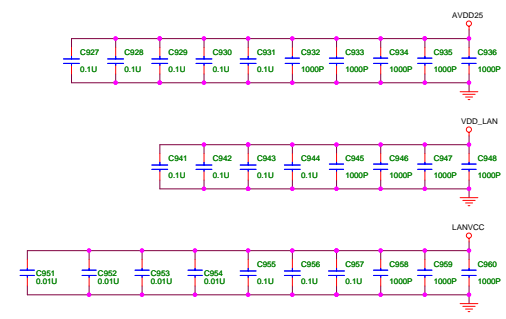 AVDD25
C927 C928 C929 C930 C931 C932 C933 C934 C935 C936
0.1U 0.1U 0.1U 0.1U 0.1U 1000P 1000P 1000P 1000P 1000P
VDD_LAN
C941 C942 C943 C944 C945 C946 C947 C948
0.1U 0.1U 0.1U 0.1U 1000P 1000P 1000P 1000P
LANVCC
C951 C952 C953 C954 C955 C956 C957 C958 C959 C960
0.01U 0.01U 0.01U 0.01U 0.1U 0.1U 0.1U 1000P 1000P 1000P